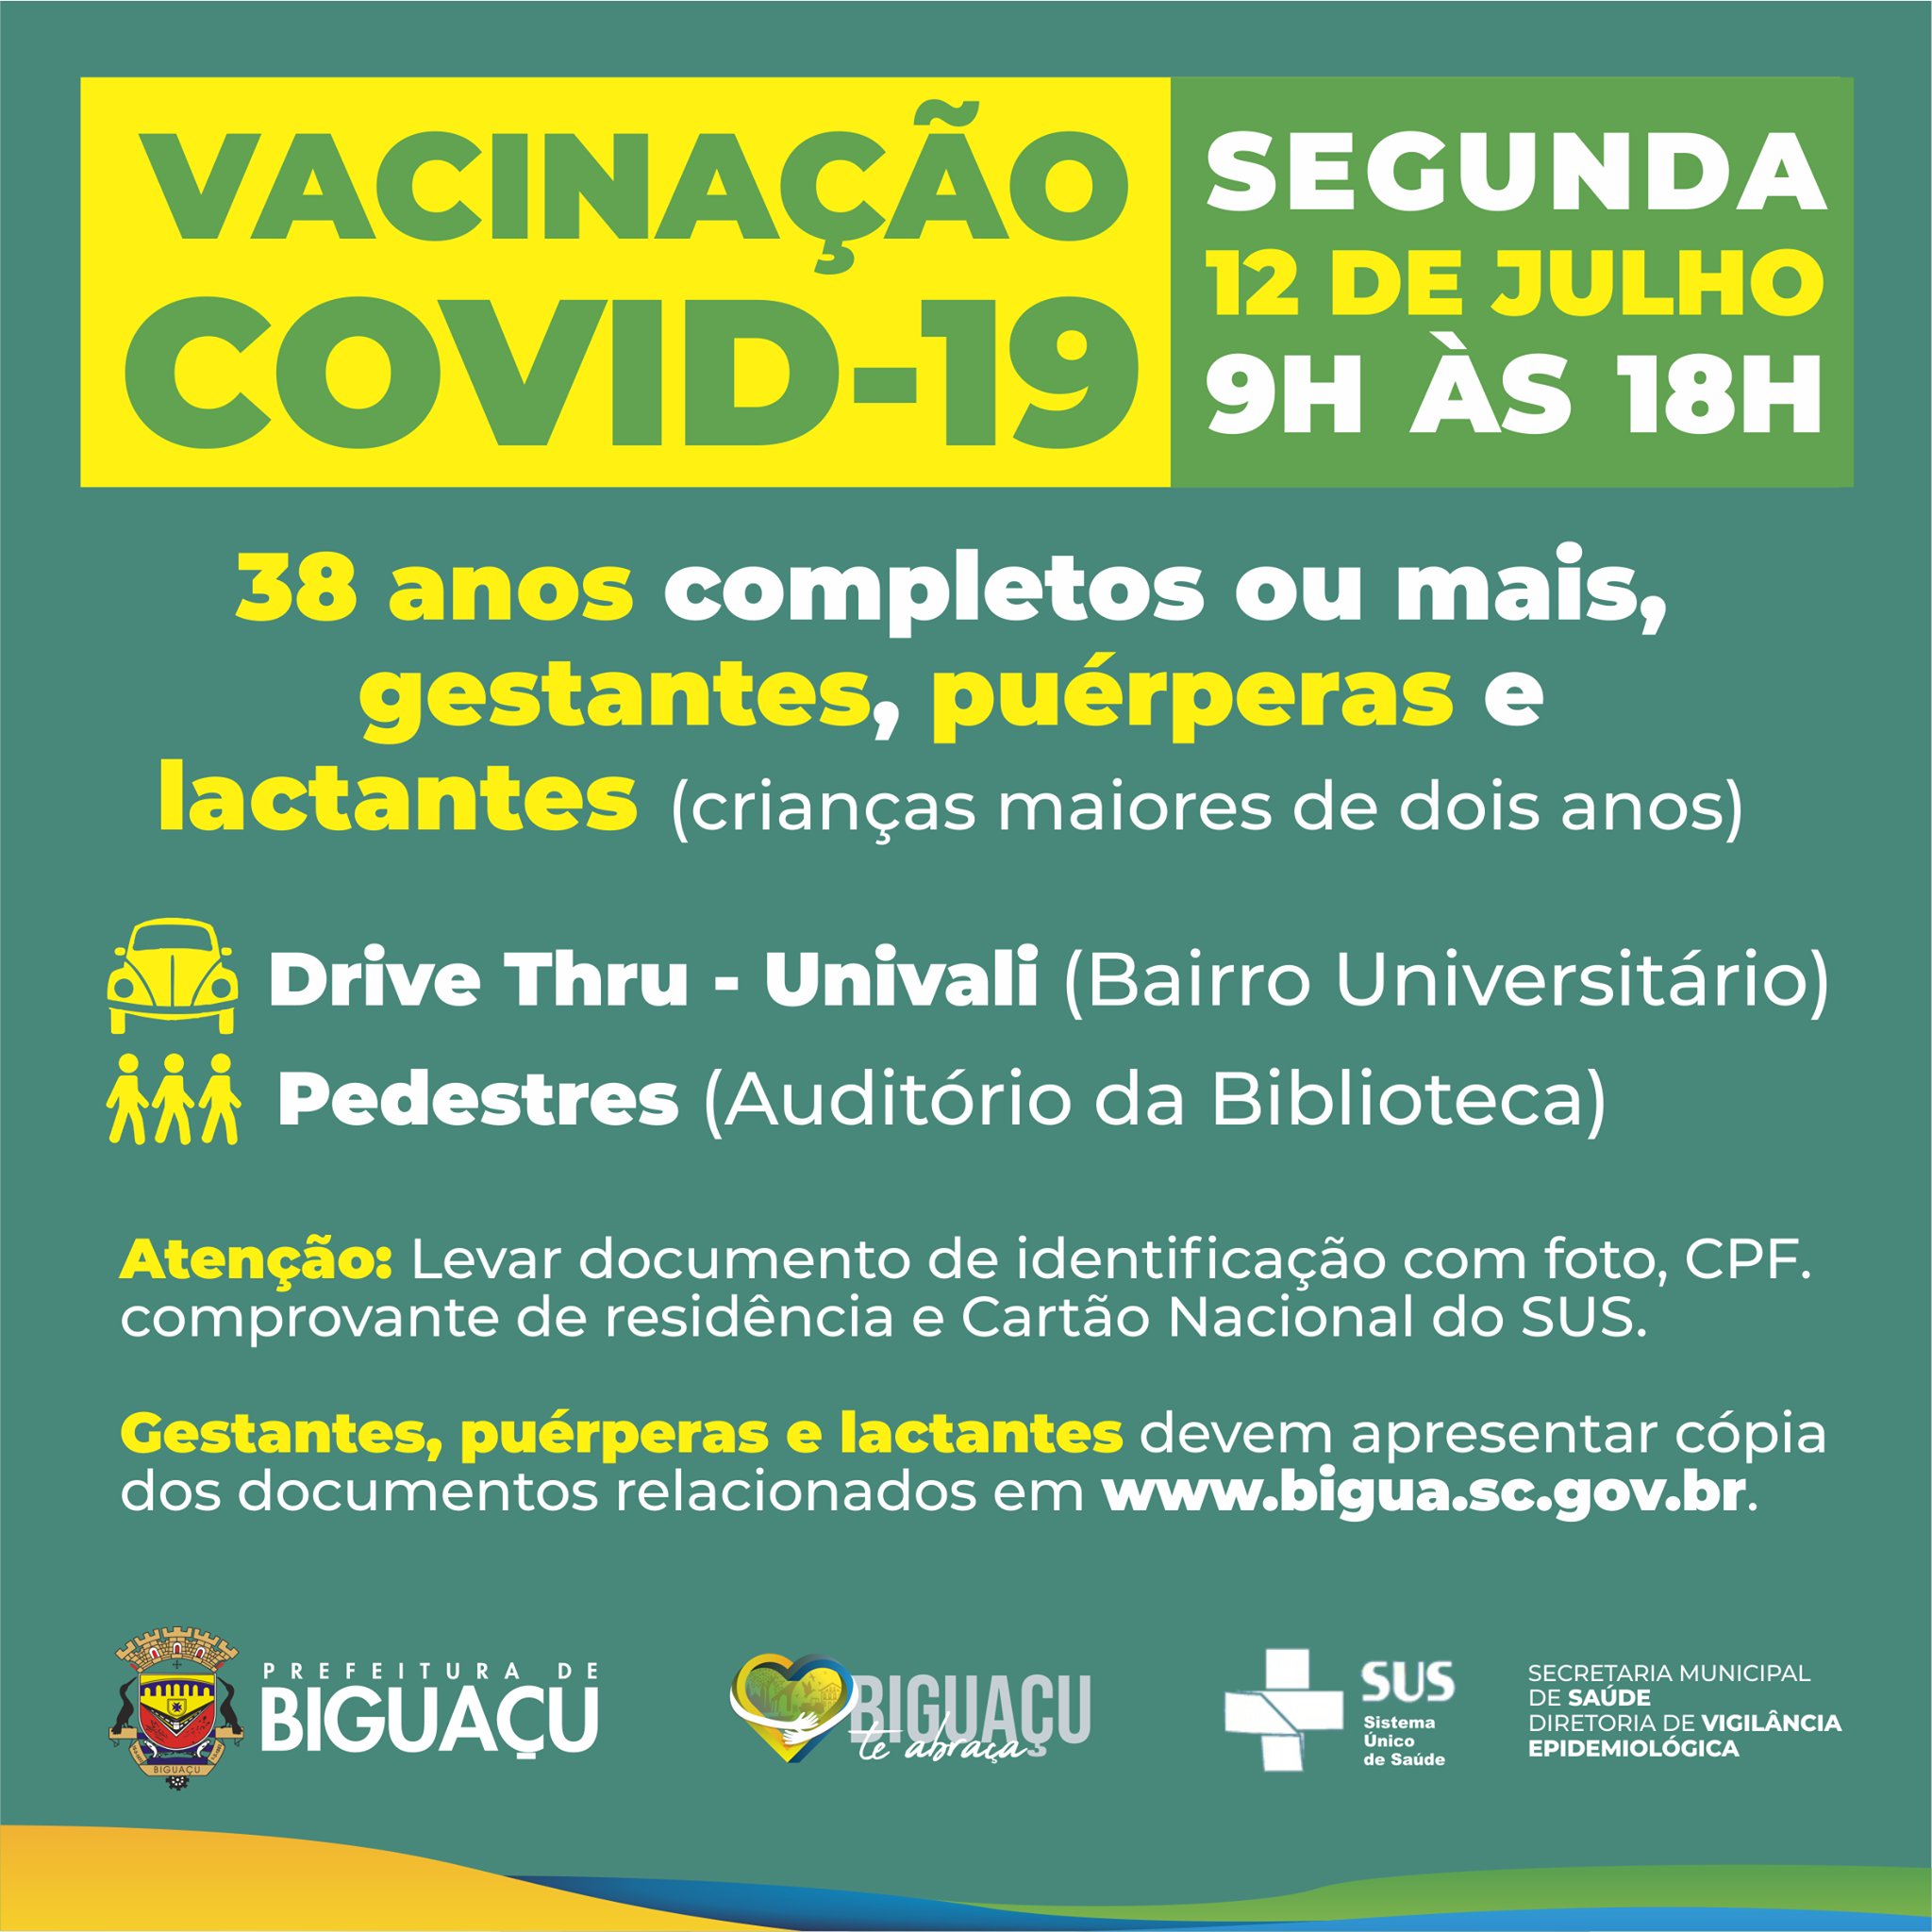 VACINAÇÃO
COVID-19
SEGUNDA
12 DE JULHO
9H ÀS 18H
38 anos completos ou mais,
gestantes, puérperas e
lactantes (crianças maiores de dois anos)
Drive Thru - Univali (Bairro Universitário)
Pedestres (Auditório da Biblioteca)
Atenção: Levar documento de identificação com foto, CPF.
comprovante de residência e Cartão Nacional do SUS.
Gestantes, puérperas e lactantes devem apresentar cópia
dos documentos relacionados em www.bigua.sc.gov.br.
BIGUAÇU
PREFEITURA DE
BIGUAÇU
BIGUAÇU
te abraça
SUS
Sistema
Único
de Saúde
SECRETARIA MUNICIPAL
DE SAÚDE
DIRETORIA DE VIGILÂNCIA
EPIDEMIOLÓGICA